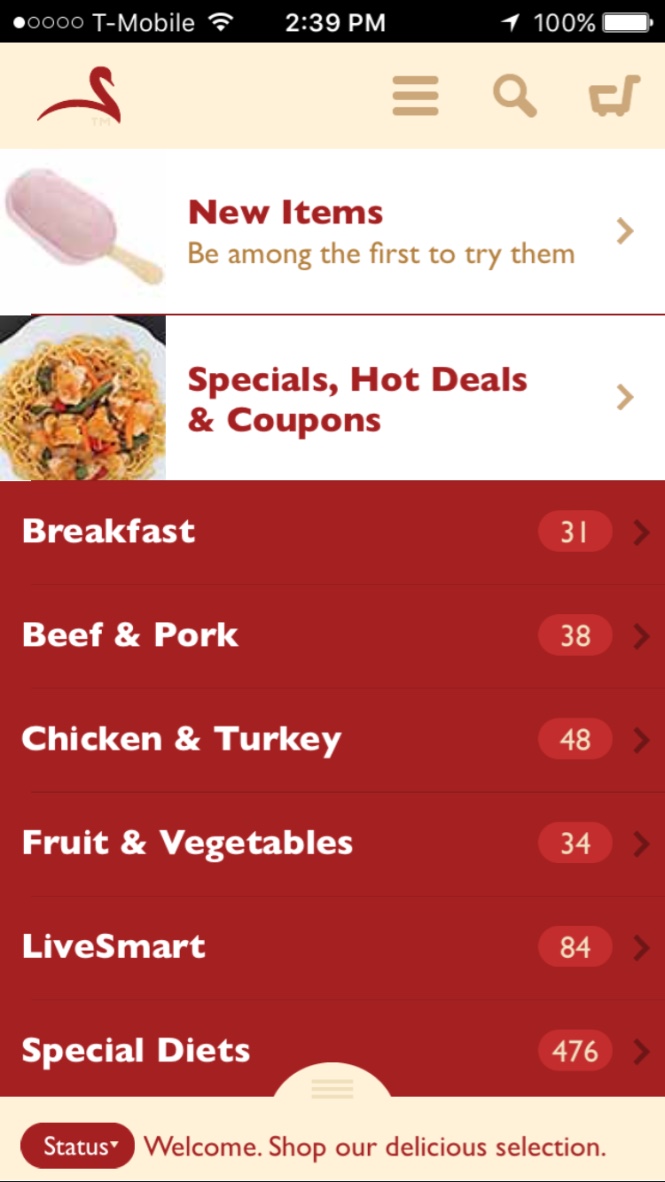 T-Mobile 2:39 PM 100%
TM
New Items
Be among the first to try them
Specials, Hot Deals
& Coupons
Breakfast 31
Beef & Pork 38
Chicken & Turkey 48
Fruit & Vegetables 34
LiveSmart 84
Special Diets 476
Status Welcome. Shop our delicious selection.